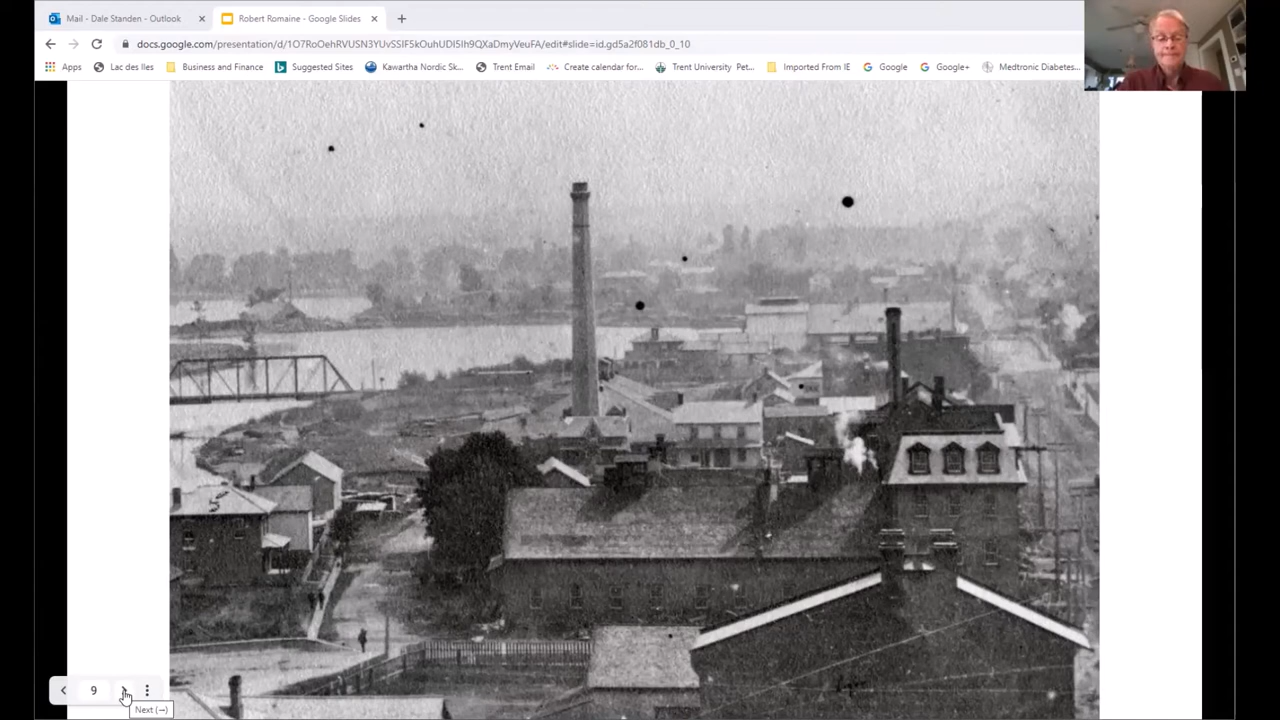 Mail - Dale Standen - Outlook
Robert Romaine - Google Slides
docs.google.com/presentation/d/1O7RoOehRVUSN3YUvSSIF5kOuhUDI5Ih9QXaDmyVeuFA/edit#slide=id.gd5a2f081db_0_10
Apps Lac des Iles Business and Finance Suggested Sites Kawartha Nordic Sk... Trent Email Create calendar for... Trent University Pet... Imported From IE Google Google+ Medtronic Diabetes...
5
9
Next (→)